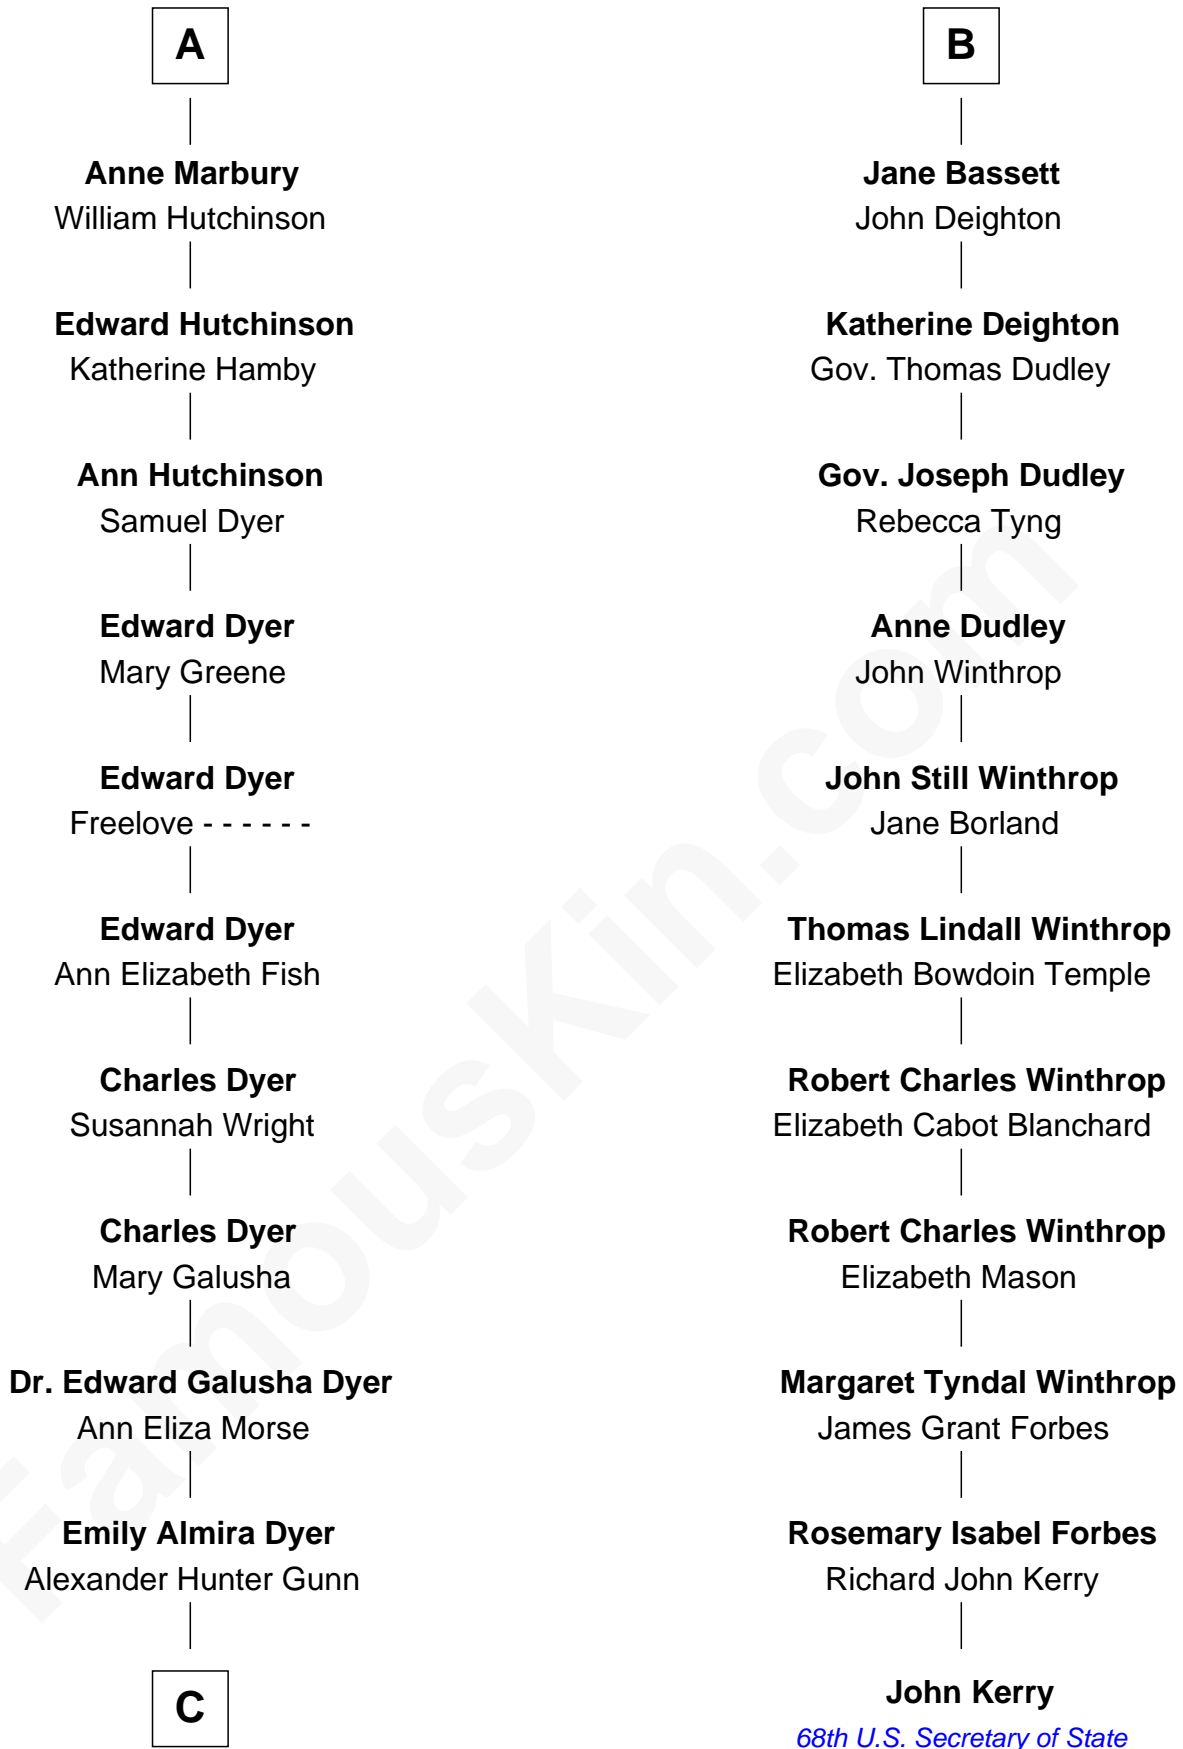 A
Anne Marbury
William Hutchinson
Edward Hutchinson
Katherine Hamby
Ann Hutchinson
Samuel Dyer
Edward Dyer
Mary Greene
Edward Dyer
Freelove - - - - - -
Edward Dyer
Ann Elizabeth Fish
Charles Dyer
Susannah Wright
Charles Dyer
Mary Galusha
Dr. Edward Galusha Dyer
Ann Eliza Morse
Emily Almira Dyer
Alexander Hunter Gunn
C
B
Jane Bassett
John Deighton
Katherine Deighton
Gov. Thomas Dudley
Gov. Joseph Dudley
Rebecca Tyng
Anne Dudley
John Winthrop
John Still Winthrop
Jane Borland
Thomas Lindall Winthrop
Elizabeth Bowdoin Temple
Robert Charles Winthrop
Elizabeth Cabot Blanchard
Robert Charles Winthrop
Elizabeth Mason
Margaret Tyndal Winthrop
James Grant Forbes
Rosemary Isabel Forbes
Richard John Kerry
John Kerry
68th U.S. Secretary of State
FamousKin.com